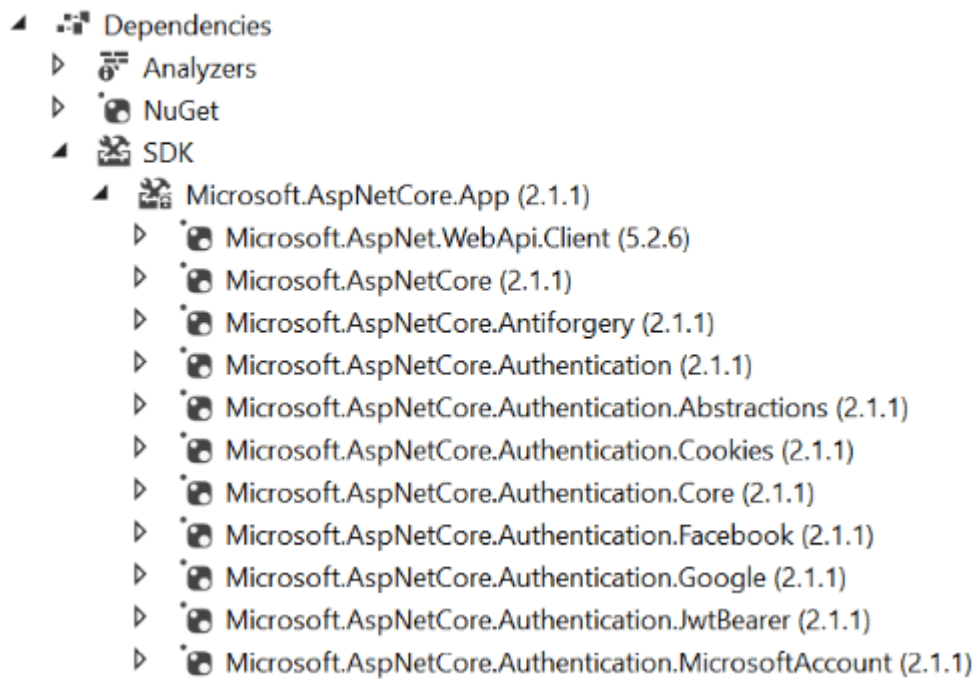 Dependencies
Analyzers
NuGet
SDK
Microsoft.AspNetCore.App (2.1.1)
Microsoft.AspNet.WebApi.Client (5.2.6)
Microsoft.AspNetCore (2.1.1)
Microsoft.AspNetCore.Antiforgery (2.1.1)
Microsoft.AspNetCore.Authentication (2.1.1)
Microsoft.AspNetCore.Authentication.Abstractions (2.1.1)
Microsoft.AspNetCore.Authentication.Cookies (2.1.1)
Microsoft.AspNetCore.Authentication.Core (2.1.1)
Microsoft.AspNetCore.Authentication.Facebook (2.1.1)
Microsoft.AspNetCore.Authentication.Google (2.1.1)
Microsoft.AspNetCore.Authentication.JwtBearer (2.1.1)
Microsoft.AspNetCore.Authentication.MicrosoftAccount (2.1.1)